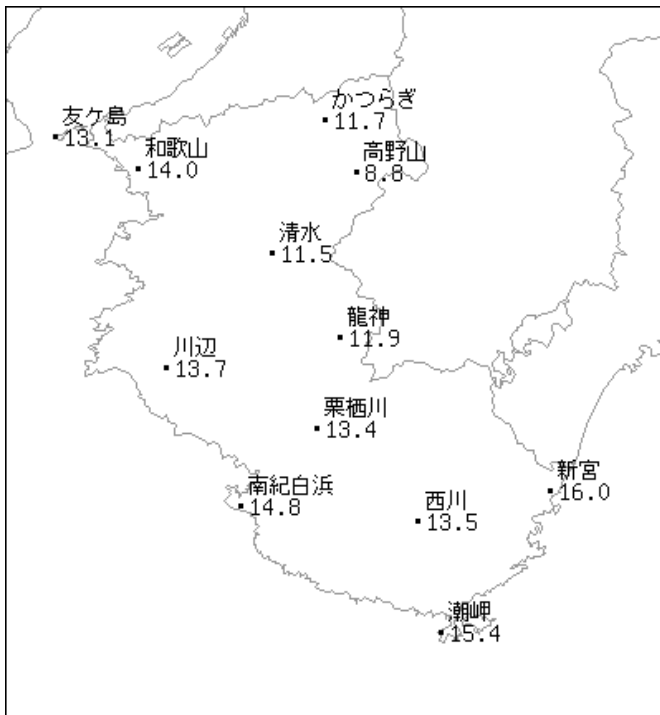 かつらぎ
11.7
友ケ島
13.1
和歌山
14.0
高野山
8.8
清水
11.5
龍神
11.9
川辺
13.7
栗栖川
13.4
新宮
16.0
南紀白浜
14.8
西川
13.5
潮岬
15.4